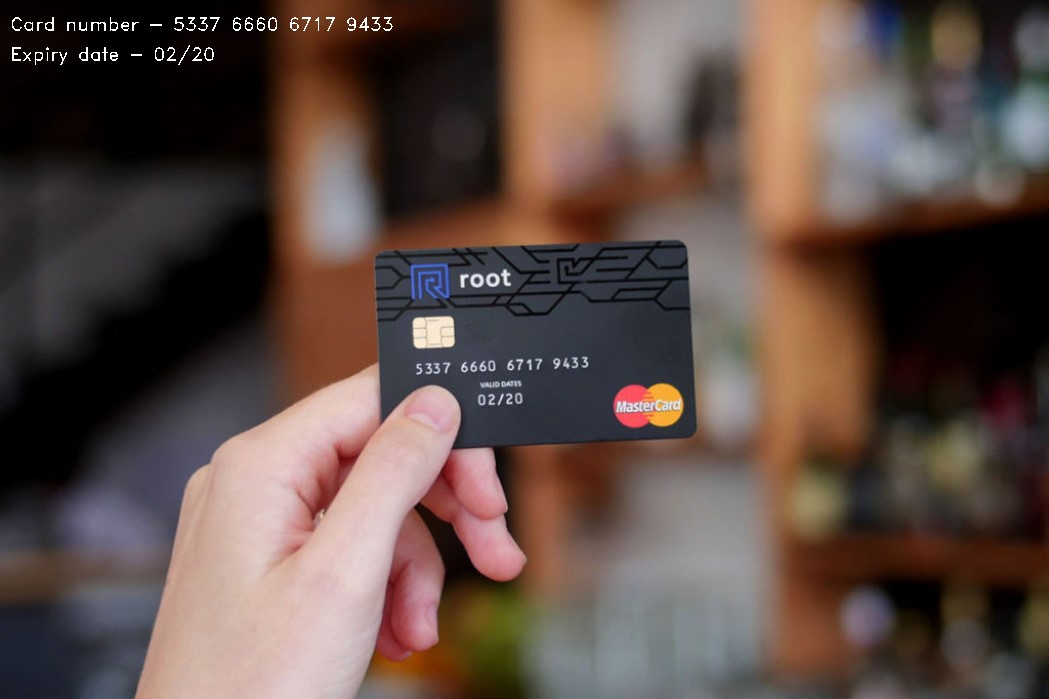 Card number - 5337 6660 6717 9433
Expiry date - 02/20
root
5337 6660 6717 9433
VALID DATES
02/20
MasterCard